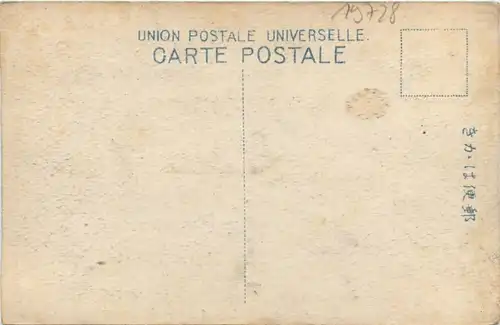 19728
UNION POSTALE UNIVERSELLE.
CARTE POSTALE
きかは便郵